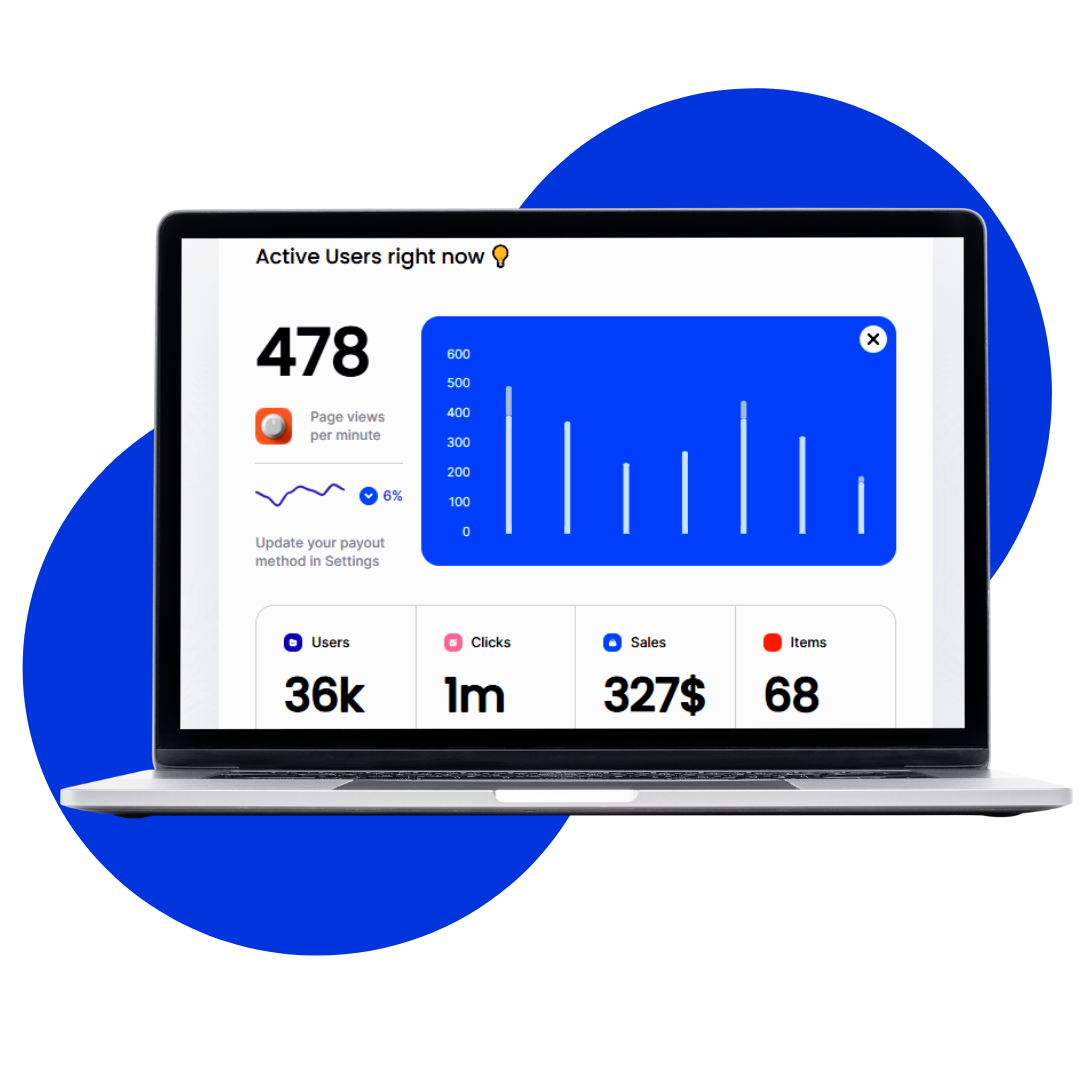 Active Users right now 💡
478
Page views
per minute
6%
Update your payout
method in Settings
600
500
400
300
200
100
0
Users
36k
Clicks
1m
Sales
327$
Items
68